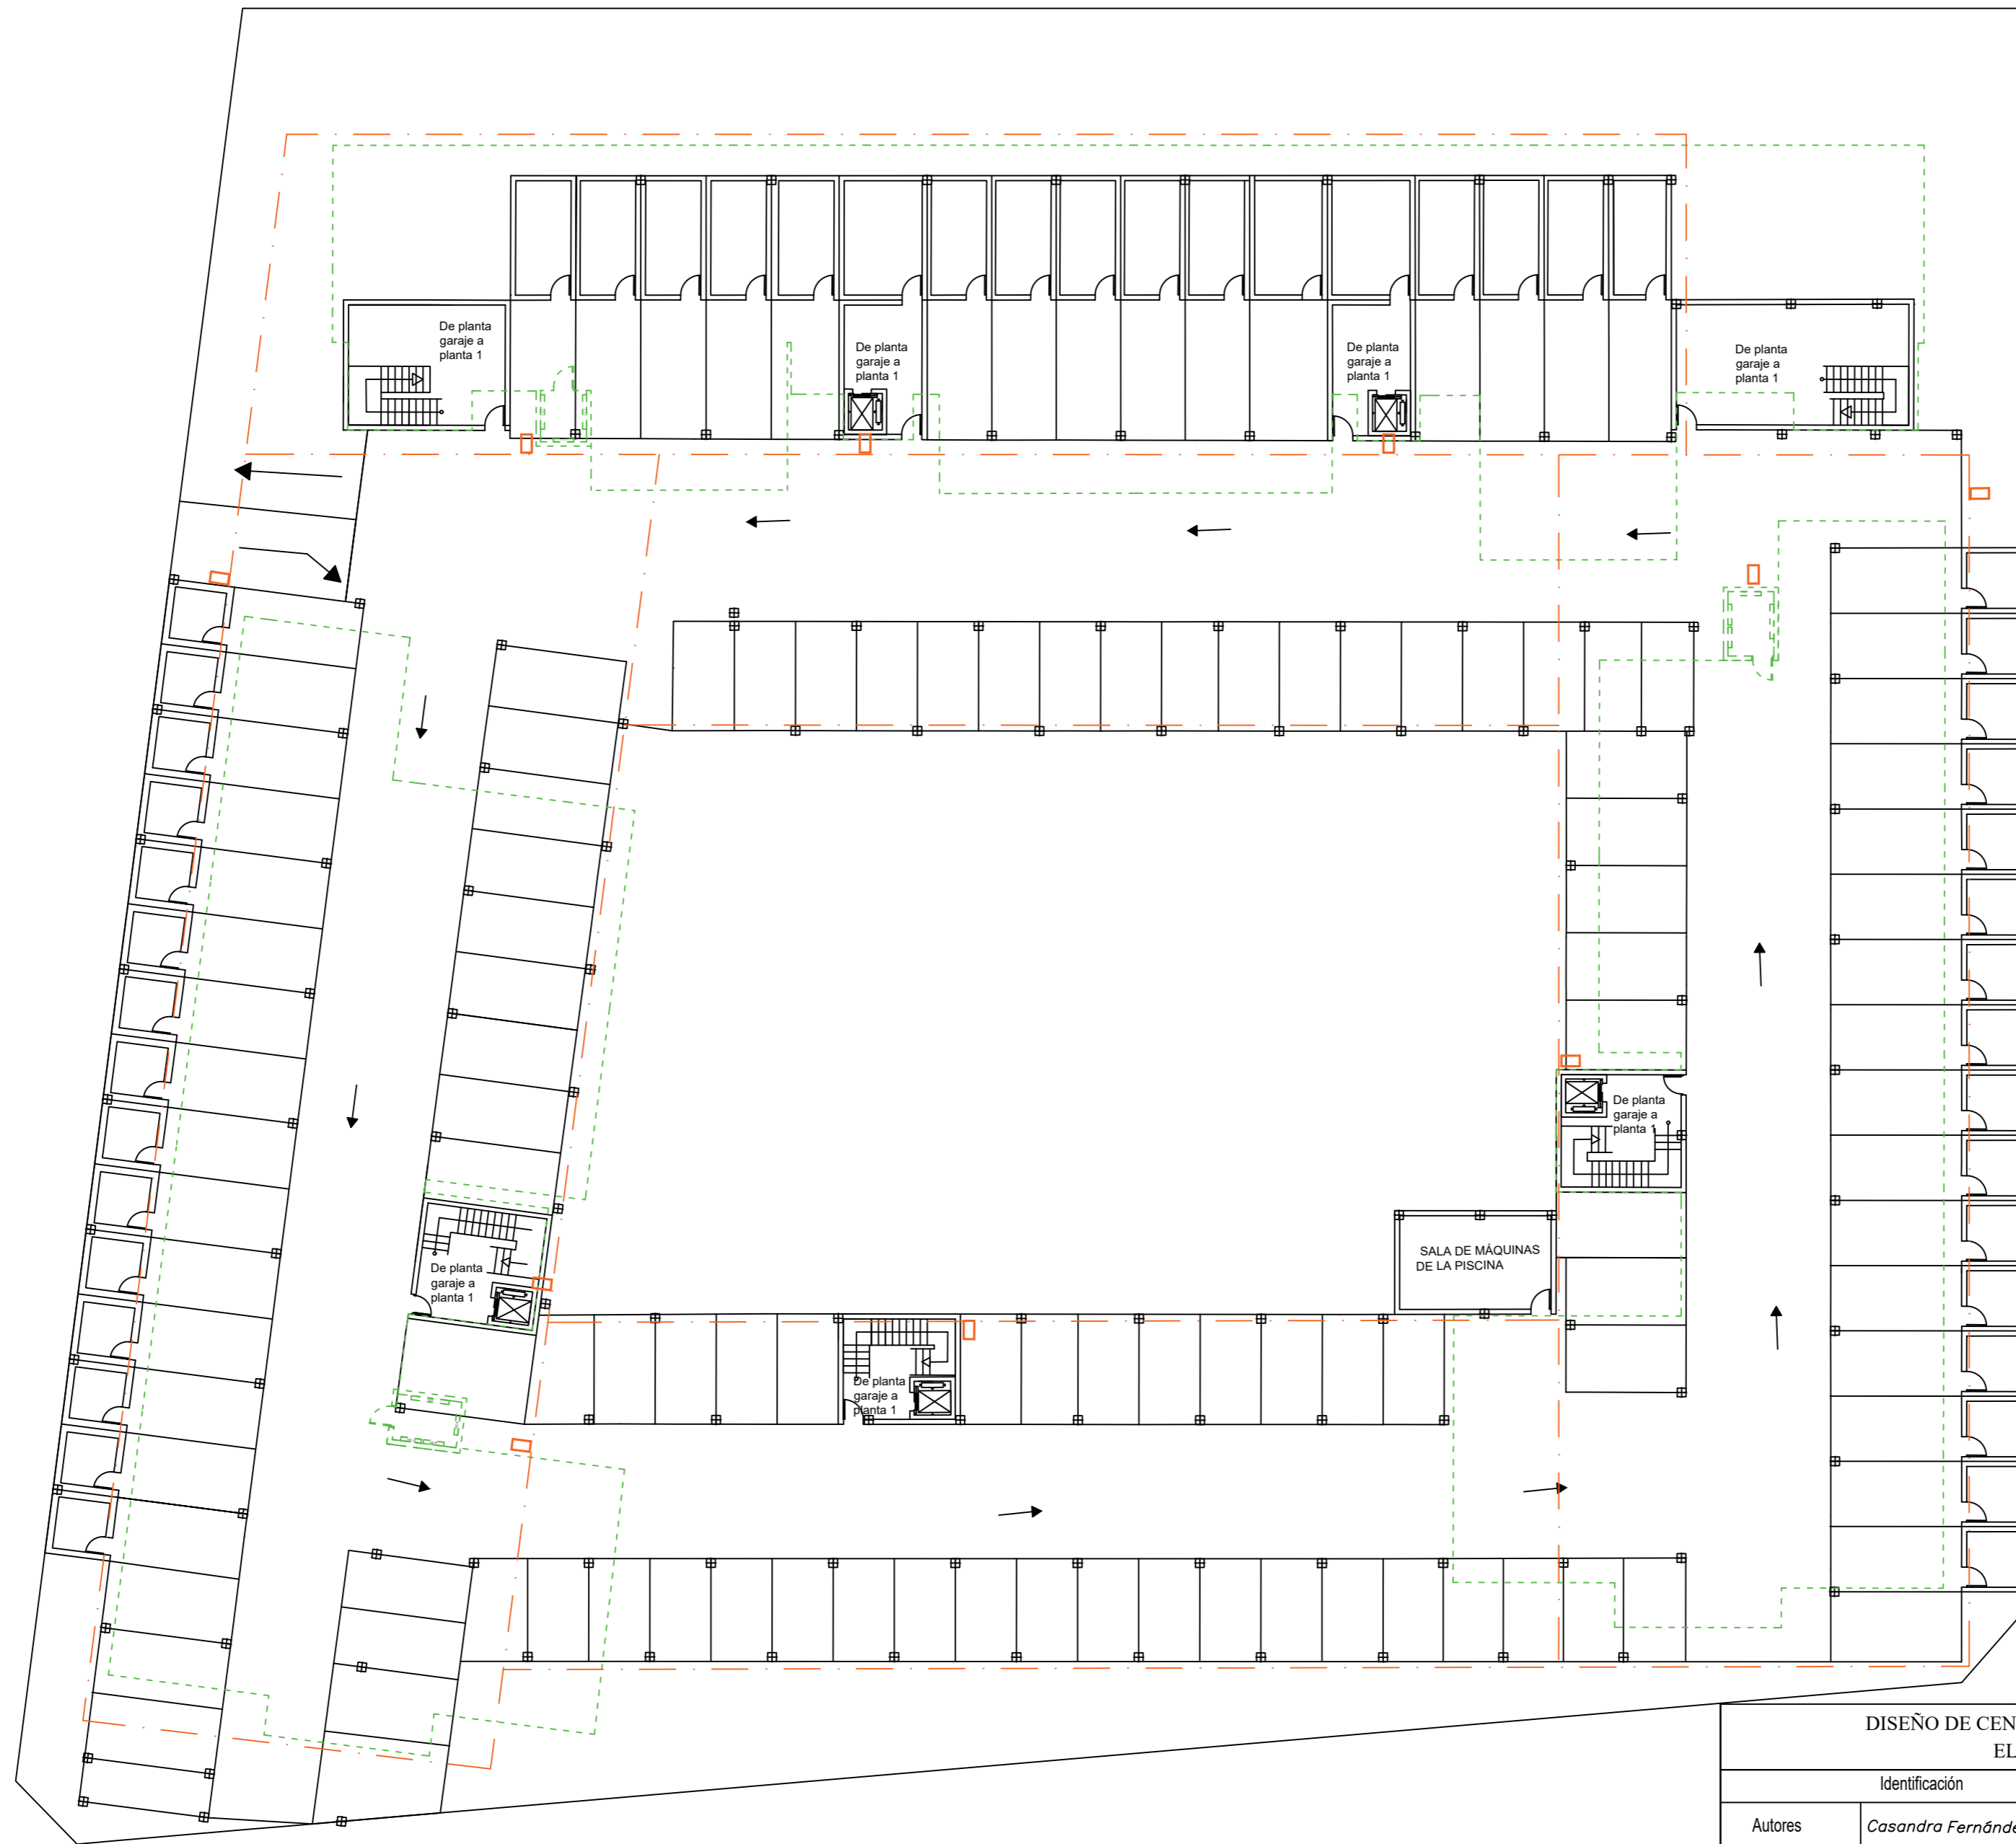 De planta
garaje a
planta 1
De planta
garaje a
planta 1
De planta
garaje a
planta 1
De planta
garaje a
planta 1
De planta
garaje a
planta 1
SALA DE MÁQUINAS
DE LA PISCINA
De planta
garaje a
planta 1
De planta
garaje a
planta 1
DISEÑO DE CEN
EL
Identificación
Autores
Casandra Fernánde